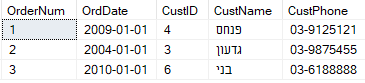 OrderNum OrdDate CustID CustName CustPhone
1 2009-01-01 4 פנחס 03-9125121
2 2004-01-01 3 גדעון 03-9875455
3 2010-01-01 6 בני 03-6188888